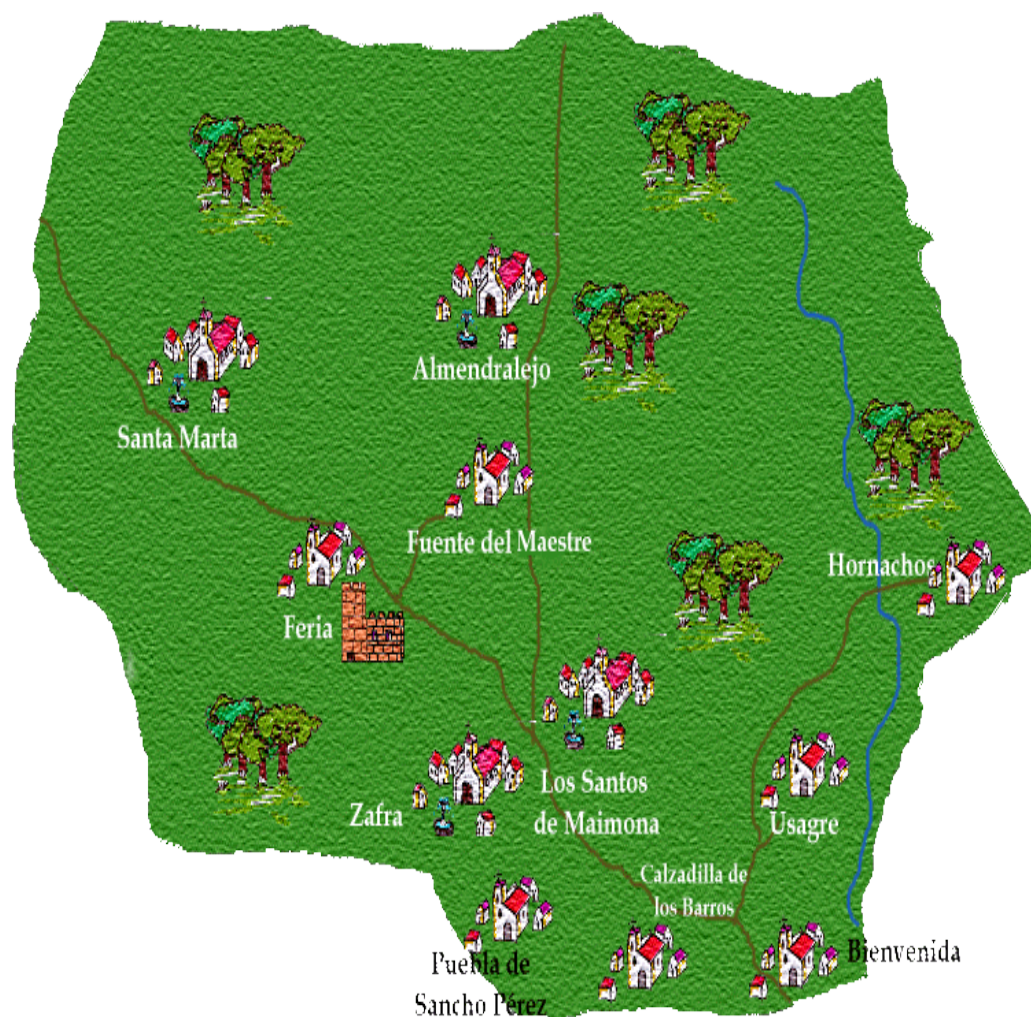 Almendralejo
Santa Marta
Fuente del Maestre
Hornachos
Feria
Los Santos
de Maimona
Zafra
Usagre
Calzadilla de
los Barros
Bienvenida
Puebla de
Sancho Pérez